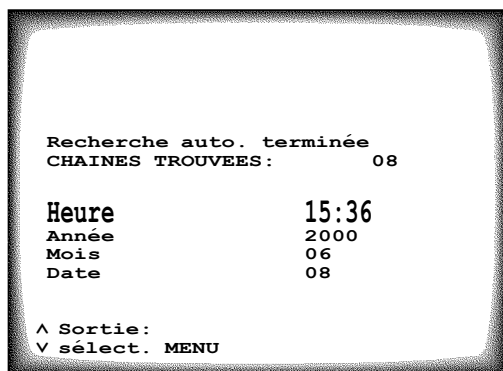 Recherche auto. terminée
CHAINES TROUVEES: 08
Heure 15:36
Année 2000
Mois 06
Date 08
∧ Sortie:
∨ sélect. MENU